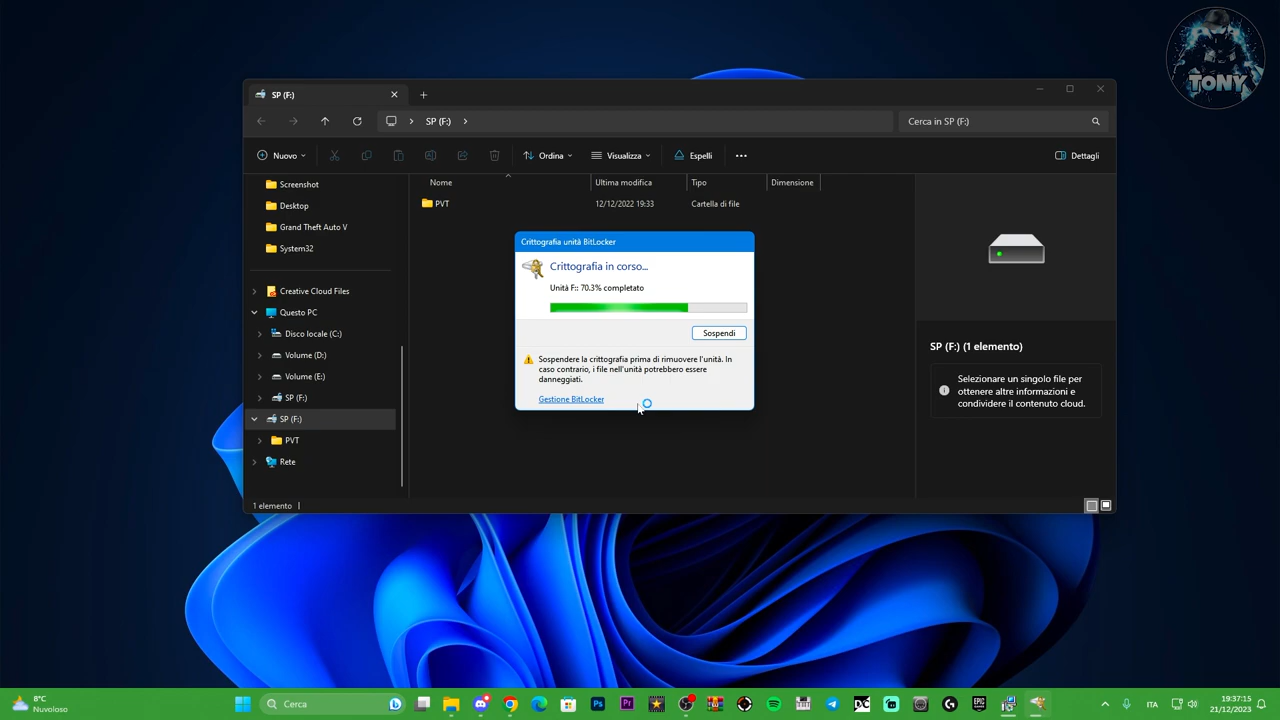 TONY
SP (F:)
SP (F:)
Cerca in SP (F:)
Nuovo
Ordina
Visualizza
Espelli
Dettagli
Screenshot
Desktop
Grand Theft Auto V
System32
Creative Cloud Files
Questo PC
Disco locale (C:)
Volume (D:)
Volume (E:)
SP (F:)
SP (F:)
PVT
Rete
Nome
Ultima modifica
Tipo
Dimensione
PVT
12/12/2022 19:33
Cartella di file
Crittografia unità BitLocker
Crittografia in corso...
Unità F:: 70.3% completato
Sospendi
Sospendere la crittografia prima di rimuovere l'unità. In
caso contrario, i file nell'unità potrebbero essere
danneggiati.
Gestione BitLocker
SP (F:) (1 elemento)
Selezionare un singolo file per
ottenere altre informazioni e
condividere il contenuto cloud.
1 elemento
8°C
Nuvoloso
Cerca
Ps
Pr
DC
EPIC
ITA
19:37:15
21/12/2023